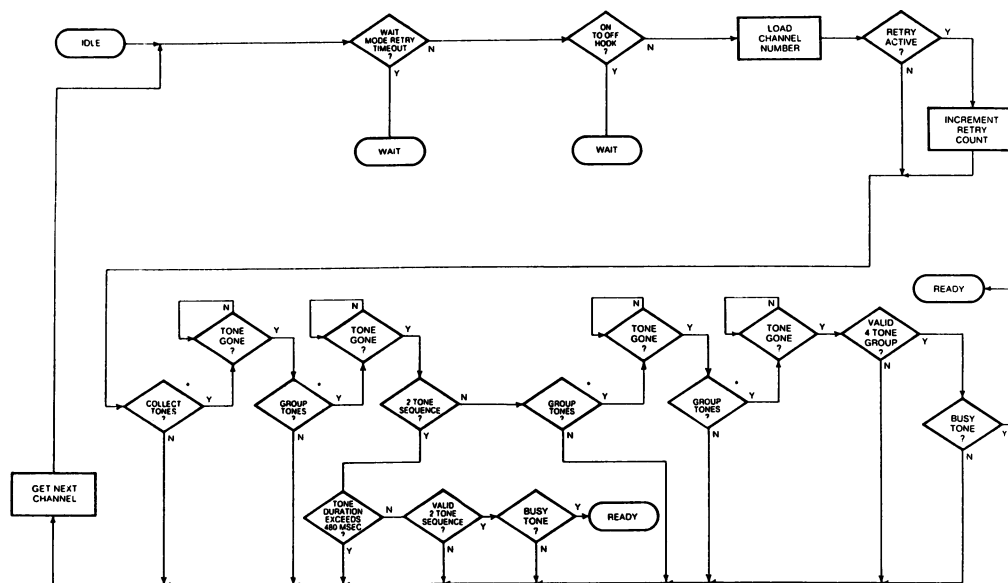 IDLE
WAIT
MODE RETRY
TIMEOUT
?
N
Y
WAIT
ON
TO OFF
HOOK
?
N
Y
WAIT
LOAD
CHANNEL
NUMBER
RETRY
ACTIVE
?
Y
N
INCREMENT
RETRY
COUNT
READY
N
TONE
GONE
?
Y
N
TONE
GONE
?
Y
N
TONE
GONE
?
Y
N
TONE
GONE
?
Y
VALID
4 TONE
GROUP
?
Y
N
*
COLLECT
TONES
?
Y
N
*
GROUP
TONES
?
Y
N
2 TONE
SEQUENCE
?
N
Y
*
GROUP
TONES
?
Y
N
*
GROUP
TONES
?
Y
N
BUSY
TONE
?
Y
N
GET NEXT
CHANNEL
TONE
DURATION
EXCEEDS
480 MSEC
?
N
Y
VALID
2 TONE
SEQUENCE
?
Y
N
BUSY
TONE
?
Y
N
READY